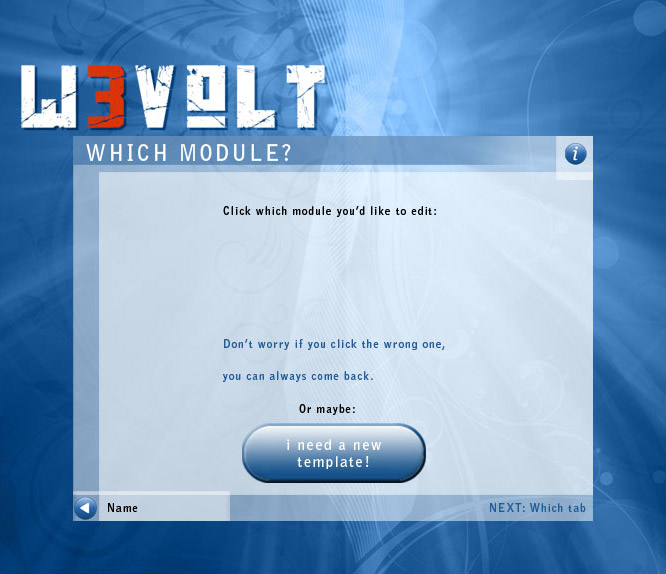 W3VOLT
WHICH MODULE?
i
Click which module you'd like to edit:
Don't worry if you click the wrong one,
you can always come back.
Or maybe:
i need a new
template!
Name
NEXT: Which tab